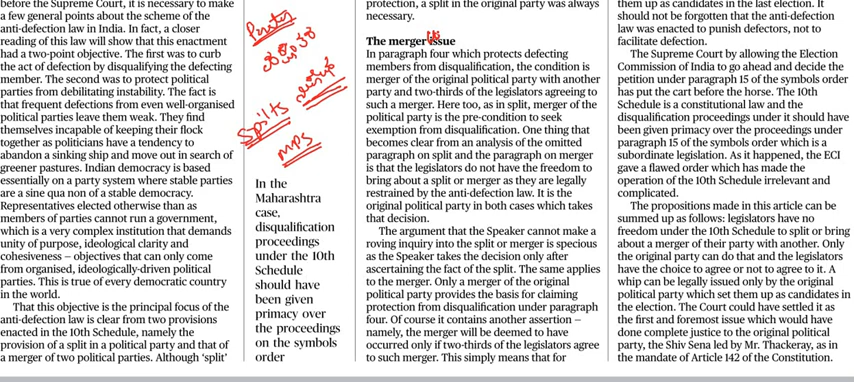 before the Supreme Court, it is necessary to make
a few general points about the scheme of the
anti-defection law in India. In fact, a closer
reading of this law will show that this enactment
had a two-point objective. The first was to curb
the act of defection by disqualifying the defecting
member. The second was to protect political
parties from debilitating instability. The fact is
that frequent defections from even well-organised
political parties leave them weak. They find
themselves incapable of keeping their flock
together as politicians have a tendency to
abandon a sinking ship and move out in search of
greener pastures. Indian democracy is based
essentially on a party system where stable parties
are a sine qua non of a stable democracy.
Representatives elected otherwise than as
members of parties cannot run a government,
which is a very complex institution that demands
unity of purpose, ideological clarity and
cohesiveness — objectives that can only come
from organised, ideologically-driven political
parties. This is true of every democratic country
in the world.
That this objective is the principal focus of the
anti-defection law is clear from two provisions
enacted in the 10th Schedule, namely the
provision of a split in a political party and that of
a merger of two political parties. Although ‘split’
Party
Splits
MPs
In the
Maharashtra
case,
disqualification
proceedings
under the 10th
Schedule
should have
been given
primacy over
the proceedings
on the symbols
order
protection, a split in the original party was always
necessary.
The merger issue
In paragraph four which protects defecting
members from disqualification, the condition is
merger of the original political party with another
party and two-thirds of the legislators agreeing to
such a merger. Here too, as in split, merger of the
political party is the pre-condition to seek
exemption from disqualification. One thing that
becomes clear from an analysis of the omitted
paragraph on split and the paragraph on merger
is that the legislators do not have the freedom to
bring about a split or merger as they are legally
restrained by the anti-defection law. It is the
original political party in both cases which takes
that decision.
The argument that the Speaker cannot make a
roving inquiry into the split or merger is specious
as the Speaker takes the decision only after
ascertaining the fact of the split. The same applies
to the merger. Only a merger of the original
political party provides the basis for claiming
protection from disqualification under paragraph
four. Of course it contains another assertion —
namely, the merger will be deemed to have
occurred only if two-thirds of the legislators agree
to such merger. This simply means that for
them up as candidates in the last election. It
should not be forgotten that the anti-defection
law was enacted to punish defectors, not to
facilitate defection.
The Supreme Court by allowing the Election
Commission of India to go ahead and decide the
petition under paragraph 15 of the symbols order
has put the cart before the horse. The 10th
Schedule is a constitutional law and the
disqualification proceedings under it should have
been given primacy over the proceedings under
paragraph 15 of the symbols order which is a
subordinate legislation. As it happened, the ECI
gave a flawed order which has made the
operation of the 10th Schedule irrelevant and
complicated.
The propositions made in this article can be
summed up as follows: legislators have no
freedom under the 10th Schedule to split or bring
about a merger of their party with another. Only
the original party can do that and the legislators
have the choice to agree or not to agree to it. A
whip can be legally issued only by the original
political party which set them up as candidates in
the election. The Court could have settled it as
the first and foremost issue which would have
done complete justice to the original political
party, the Shiv Sena led by Mr. Thackeray, as in
the mandate of Article 142 of the Constitution.